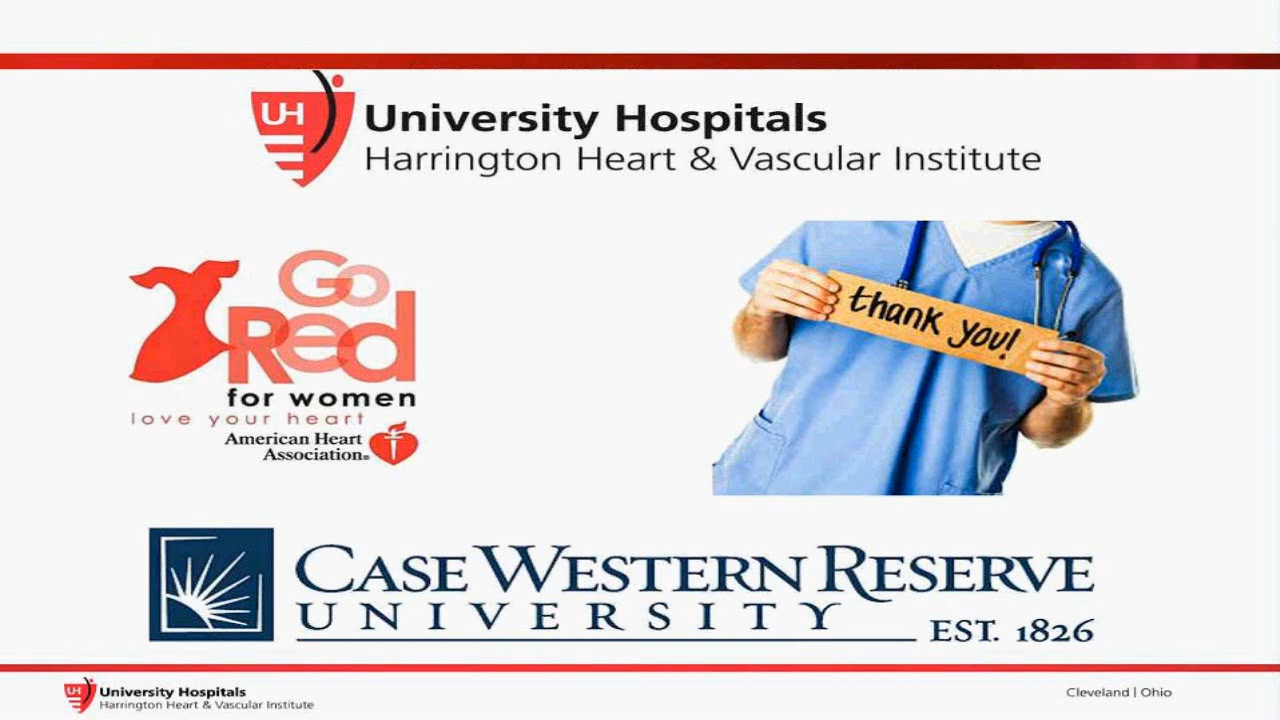 UH
University Hospitals
Harrington Heart & Vascular Institute
Go
Red
for women
love your heart
American Heart
Association®
thank you!
CASE WESTERN RESERVE
UNIVERSITY
EST. 1826
UH
University Hospitals
Harrington Heart & Vascular Institute
Cleveland | Ohio